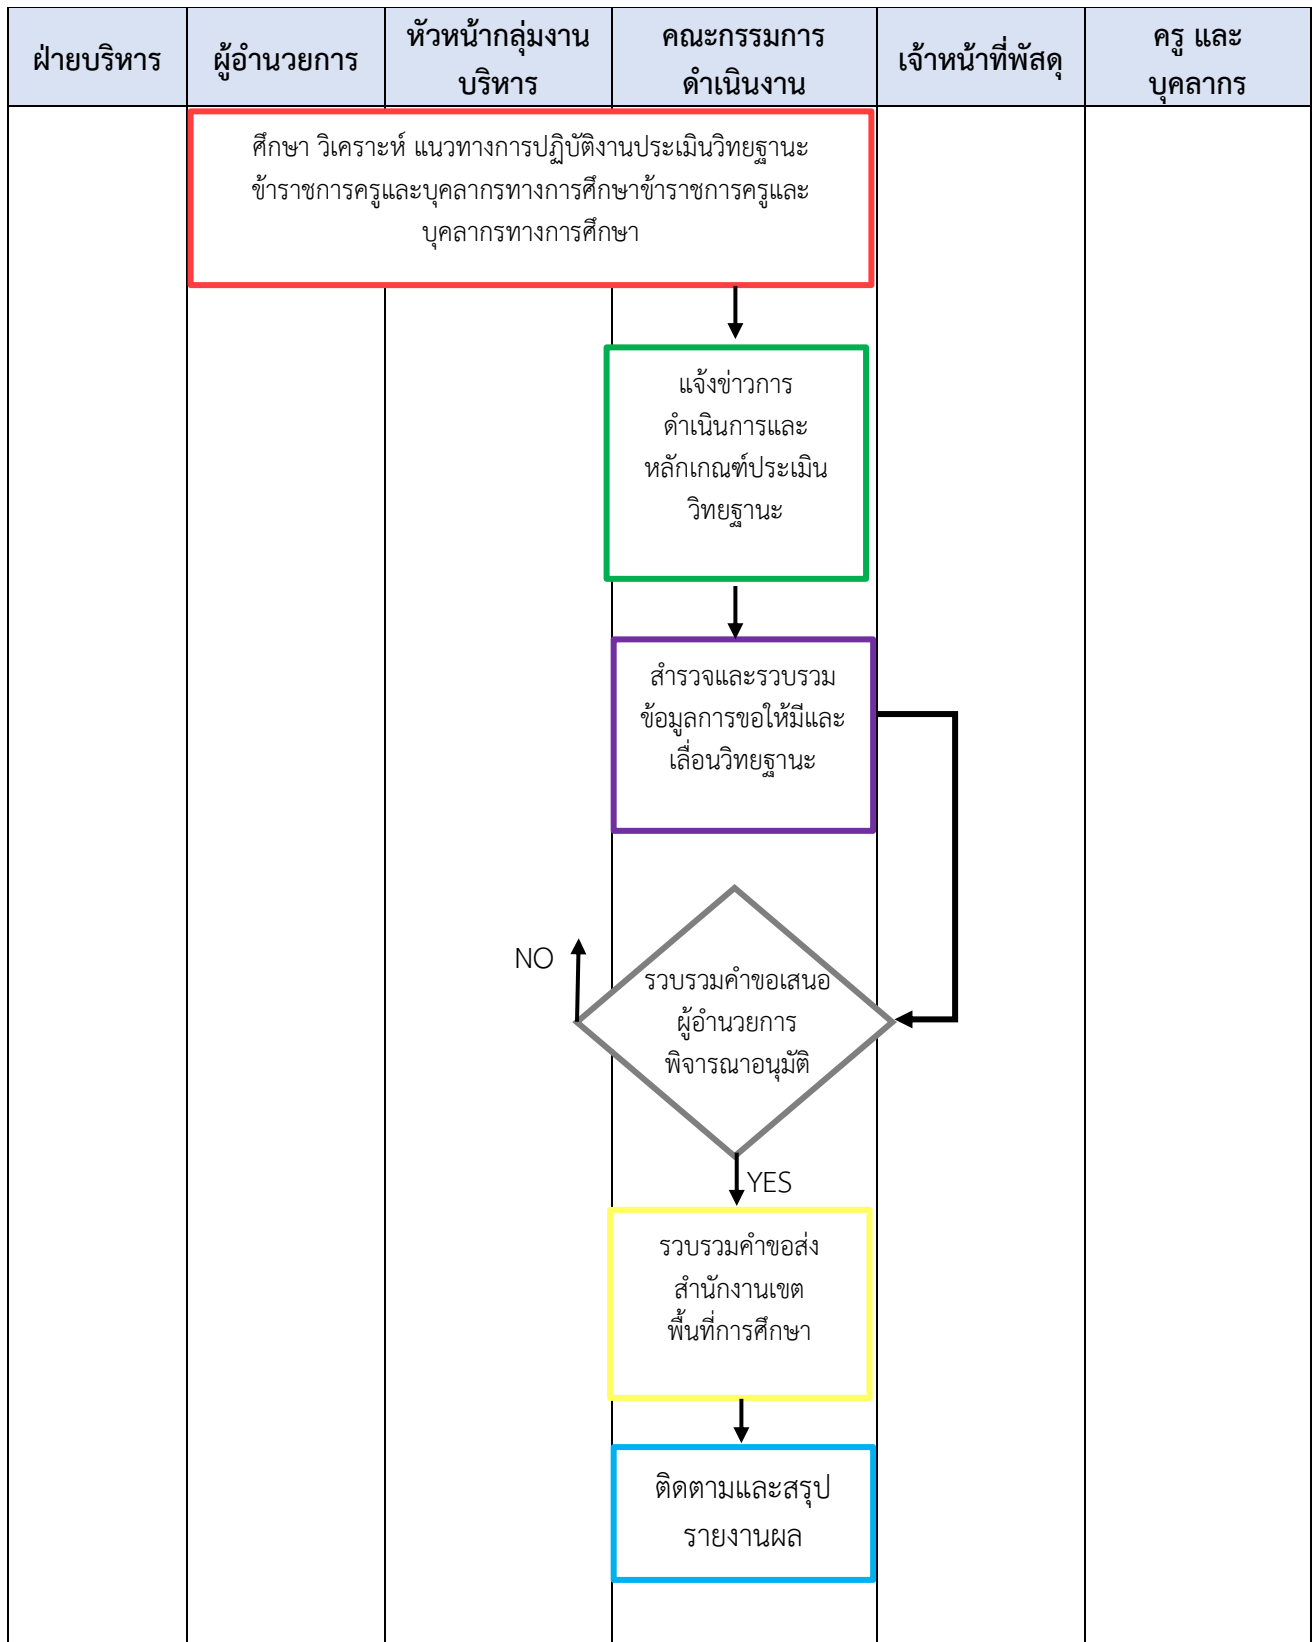 ฝ่ายบริหาร
ผู้อำนวยการ
หัวหน้ากลุ่มงาน
บริหาร
คณะกรรมการ
ดำเนินงาน
เจ้าหน้าที่พัสดุ
ครู และ
บุคลากร
ศึกษา วิเคราะห์ แนวทางการปฏิบัติงานประเมินวิทยฐานะ
ข้าราชการครูและบุคลากรทางการศึกษาข้าราชการครูและ
บุคลากรทางการศึกษา
แจ้งข่าวการ
ดำเนินการและ
หลักเกณฑ์ประเมิน
วิทยฐานะ
สำรวจและรวบรวม
ข้อมูลการขอให้มีและ
เลื่อนวิทยฐานะ
NO
รวบรวมคำขอเสนอ
ผู้อำนวยการ
พิจารณาอนุมัติ
YES
รวบรวมคำขอส่ง
สำนักงานเขต
พื้นที่การศึกษา
ติดตามและสรุป
รายงานผล